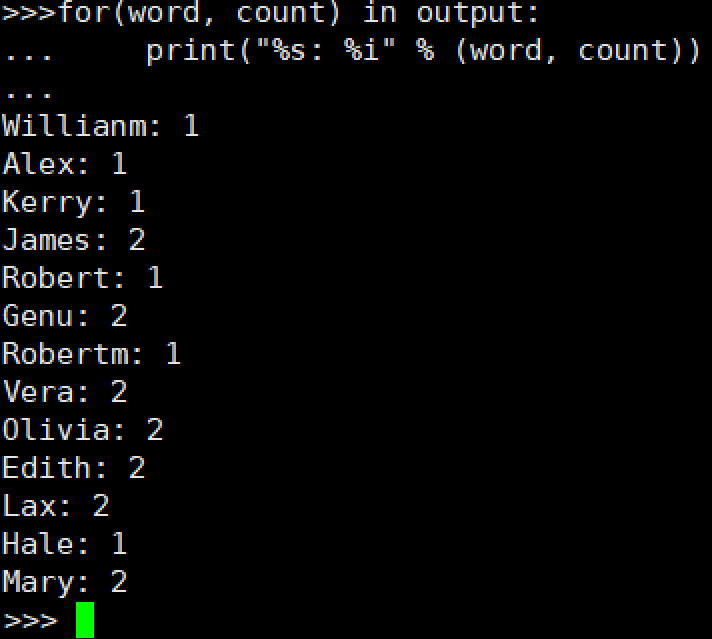 >>>for(word, count) in output:
...     print("%s: %i" % (word, count))
...
Willianm: 1
Alex: 1
Kerry: 1
James: 2
Robert: 1
Genu: 2
Robertm: 1
Vera: 2
Olivia: 2
Edith: 2
Lax: 2
Hale: 1
Mary: 2
>>>